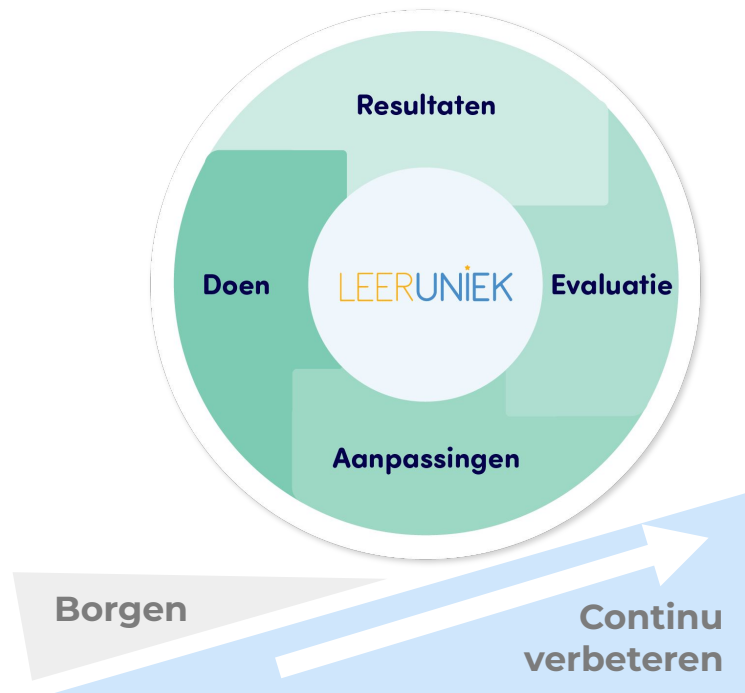 Resultaten
Doen
LEERUNIEK
Evaluatie
Aanpassingen
Borgen
Continu
verbeteren